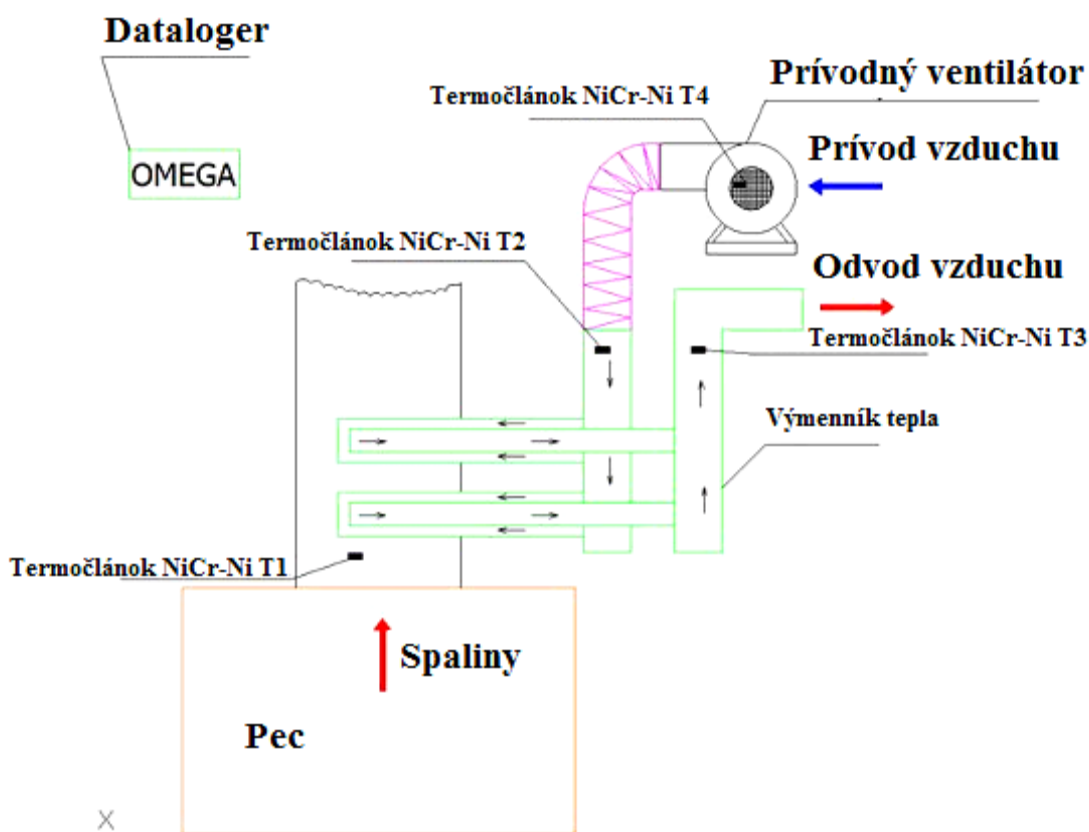 Dataloger
OMEGA
Termočlánok NiCr-Ni T4
Prívodný ventilátor
Prívod vzduchu
Termočlánok NiCr-Ni T2
Odvod vzduchu
Termočlánok NiCr-Ni T3
Výmenník tepla
Termočlánok NiCr-Ni T1
Spaliny
Pec
X